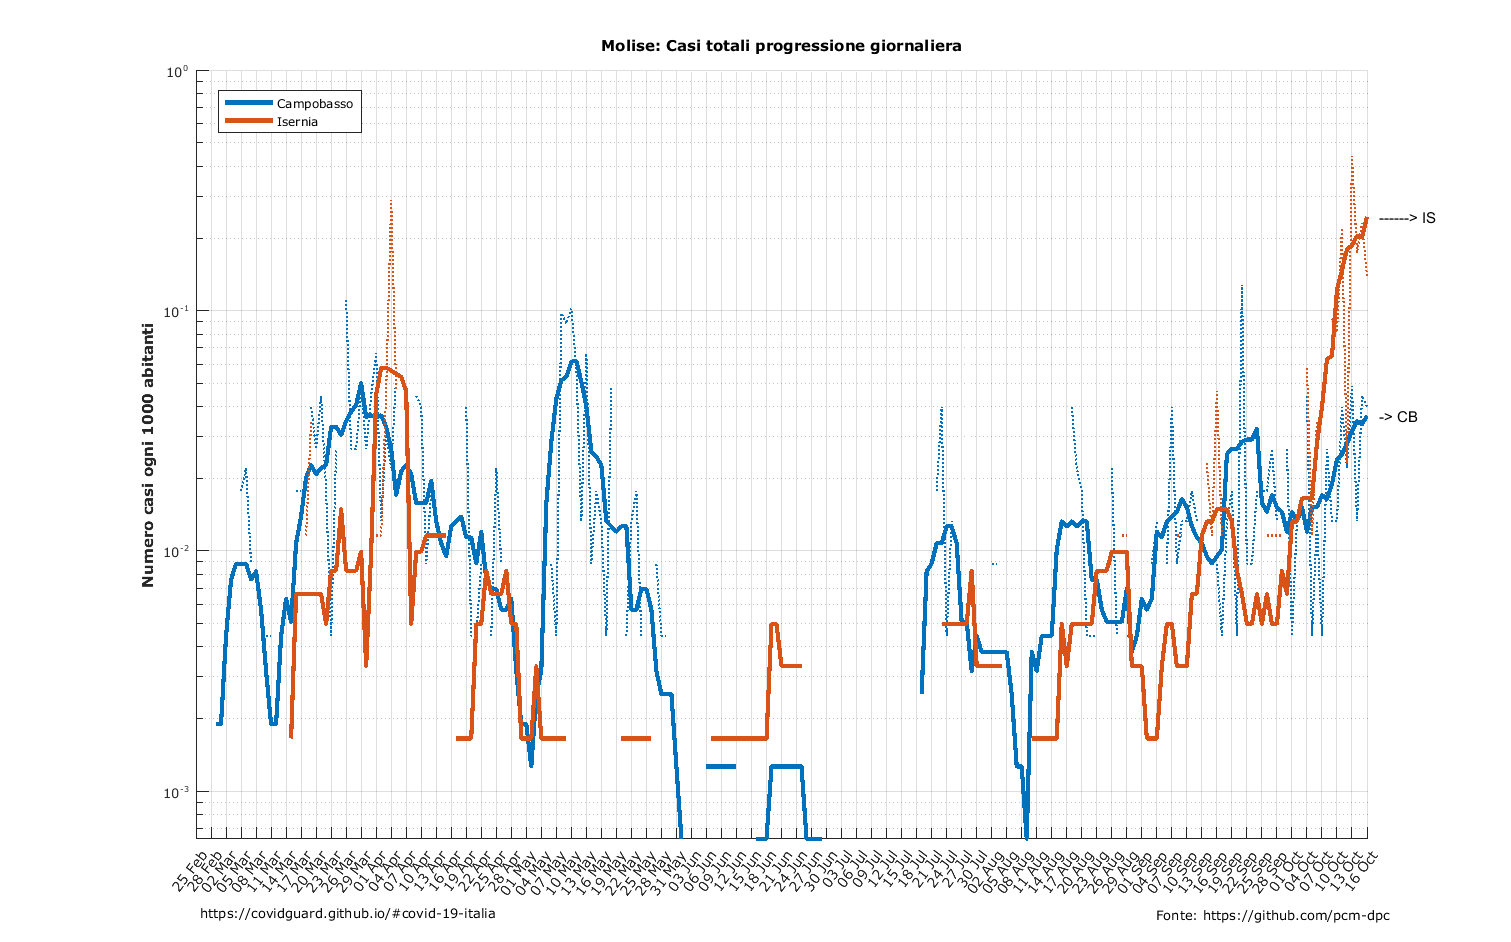 Molise: Casi totali progressione giornaliera
Numero casi ogni 1000 abitanti
10^0
10^-1
10^-2
10^-3
Campobasso
Isernia
------> IS
-> CB
25 Feb
28 Feb
02 Mar
05 Mar
08 Mar
11 Mar
14 Mar
17 Mar
20 Mar
23 Mar
26 Mar
29 Mar
01 Apr
04 Apr
07 Apr
10 Apr
13 Apr
16 Apr
19 Apr
22 Apr
25 Apr
28 Apr
01 May
04 May
07 May
10 May
13 May
16 May
19 May
22 May
25 May
28 May
31 May
03 Jun
06 Jun
09 Jun
12 Jun
15 Jun
18 Jun
21 Jun
24 Jun
27 Jun
30 Jun
03 Jul
06 Jul
09 Jul
12 Jul
15 Jul
18 Jul
21 Jul
24 Jul
27 Jul
30 Jul
02 Aug
05 Aug
08 Aug
11 Aug
14 Aug
17 Aug
20 Aug
23 Aug
26 Aug
29 Aug
01 Sep
04 Sep
07 Sep
10 Sep
13 Sep
16 Sep
19 Sep
22 Sep
25 Sep
28 Sep
01 Oct
04 Oct
07 Oct
10 Oct
13 Oct
16 Oct
https://covidguard.github.io/#covid-19-italia
Fonte: https://github.com/pcm-dpc